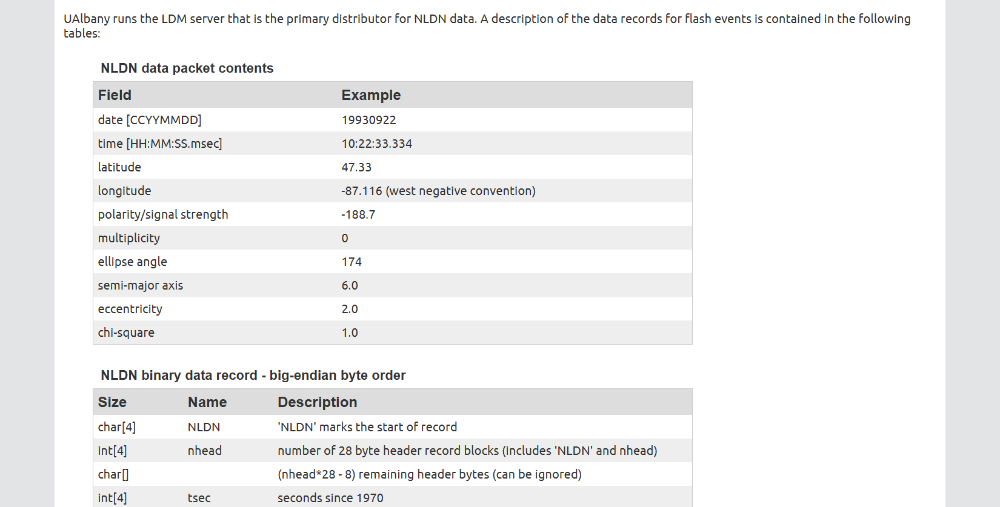 UAlbany runs the LDM server that is the primary distributor for NLDN data. A description of the data records for flash events is contained in the following
tables:
NLDN data packet contents
Field Example
date [CCYYMMDD] 19930922
time [HH:MM:SS.msec] 10:22:33.334
latitude 47.33
longitude -87.116 (west negative convention)
polarity/signal strength -188.7
multiplicity 0
ellipse angle 174
semi-major axis 6.0
eccentricity 2.0
chi-square 1.0
NLDN binary data record - big-endian byte order
Size Name Description
char[4] NLDN 'NLDN' marks the start of record
int[4] nhead number of 28 byte header record blocks (includes 'NLDN' and nhead)
char[] (nhead*28 - 8) remaining header bytes (can be ignored)
int[4] tsec seconds since 1970